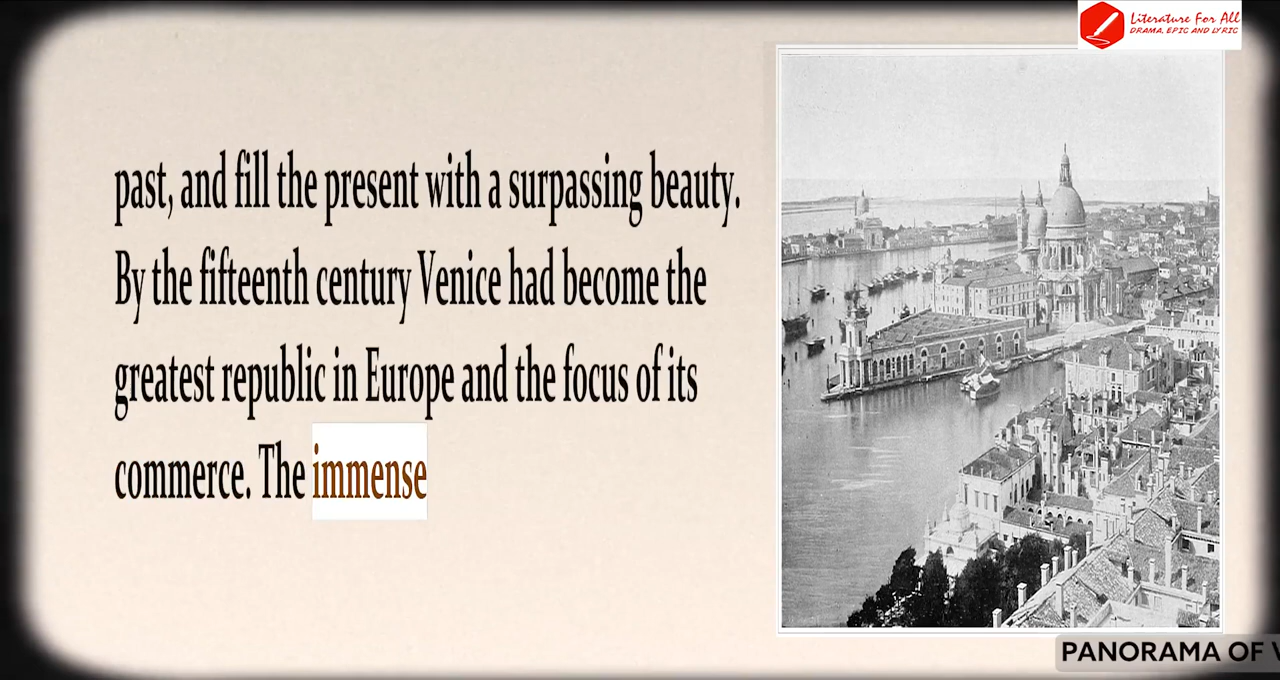 Literature For All
DRAMA, EPIC AND LYRIC
past, and fill the present with a surpassing beauty.
By the fifteenth century Venice had become the
greatest republic in Europe and the focus of its
commerce. The immense
PANORAMA OF